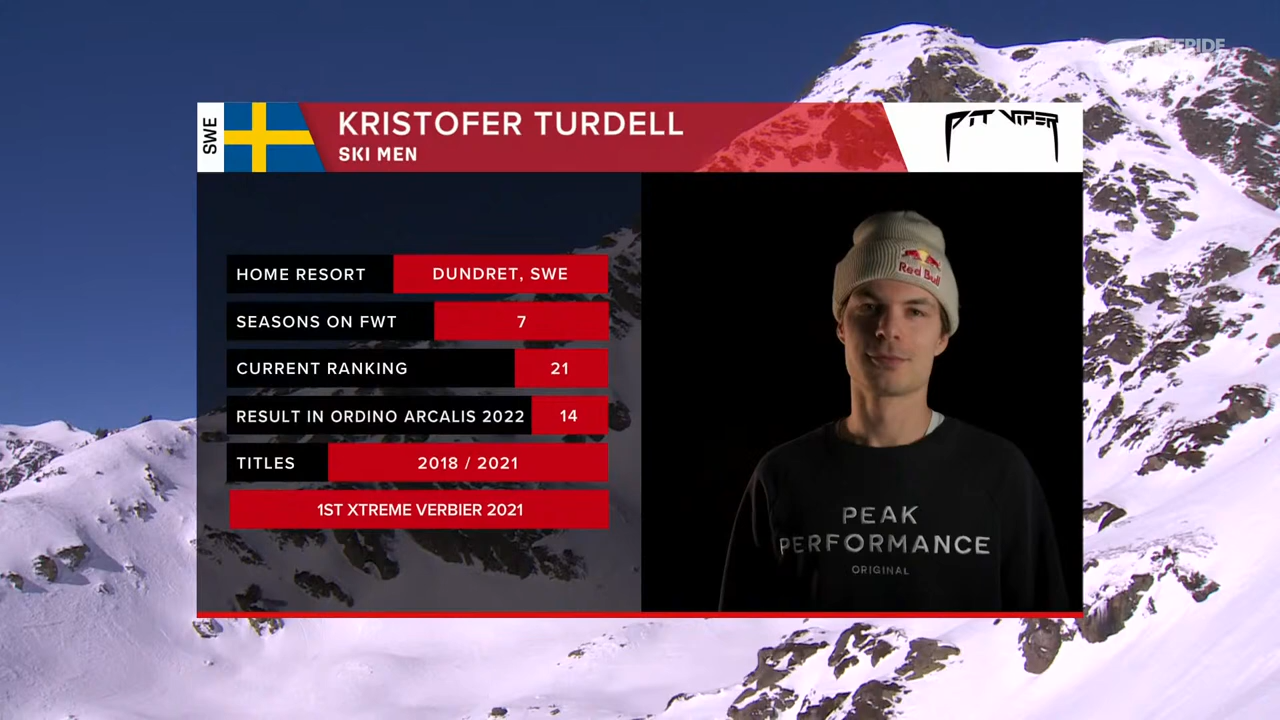 SWE
KRISTOFER TURDELL
SKI MEN
PIT VIPER
HOME RESORT DUNDRET, SWE
SEASONS ON FWT 7
CURRENT RANKING 21
RESULT IN ORDINO ARCALIS 2022 14
TITLES 2018 / 2021
1ST XTREME VERBIER 2021
Red Bull
PEAK
PERFORMANCE
ORIGINAL